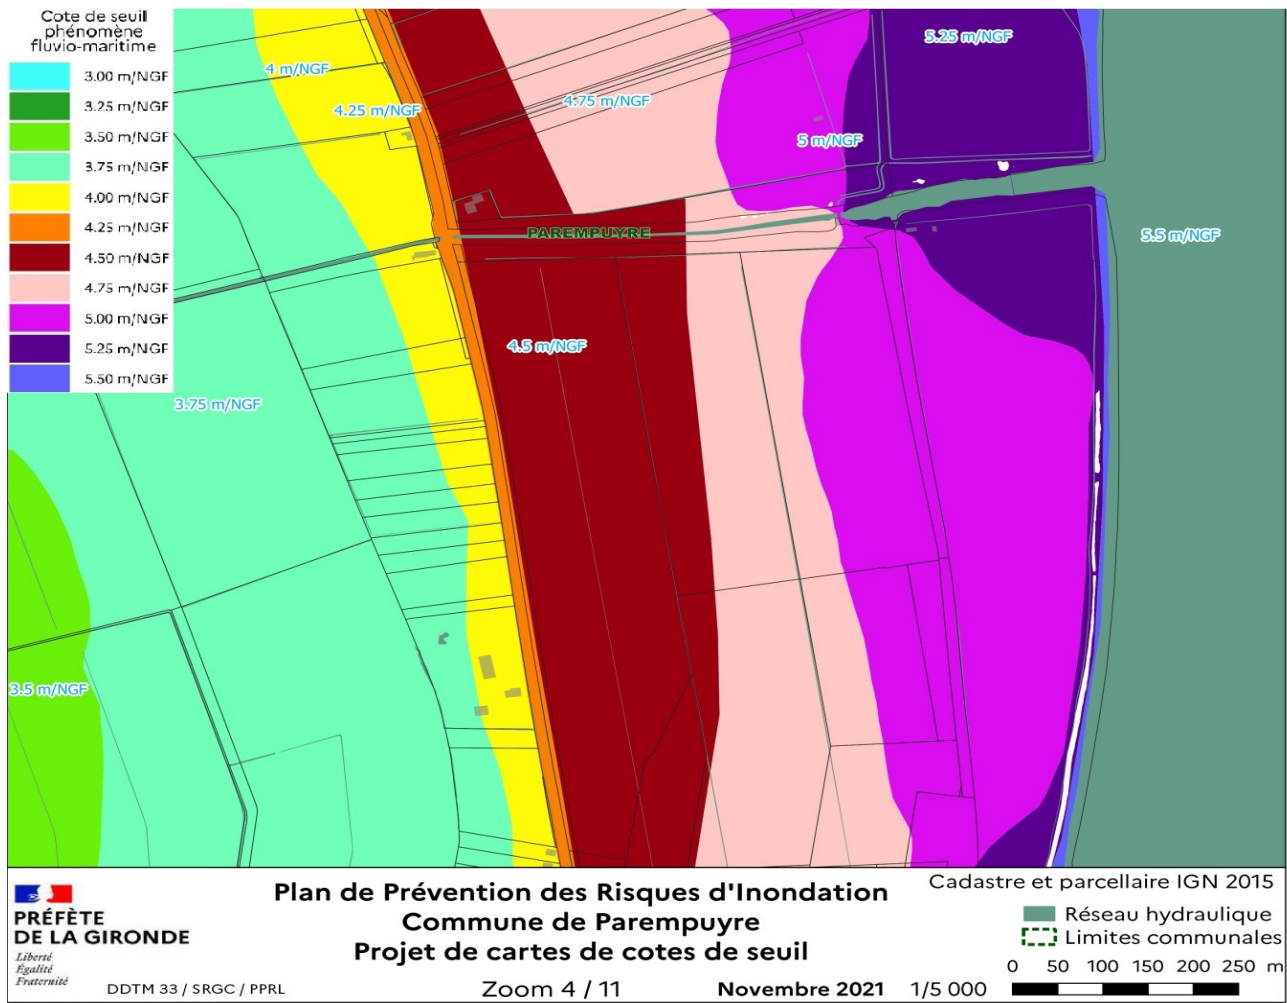 Cote de seuil
phénomène
fluvio-maritime
3.00 m/NGF
3.25 m/NGF
3.50 m/NGF
3.75 m/NGF
4.00 m/NGF
4.25 m/NGF
4.50 m/NGF
4.75 m/NGF
5.00 m/NGF
5.25 m/NGF
5.50 m/NGF
5.25 m/NGF
4 m/NGF
4.75 m/NGF
4.25 m/NGF
5 m/NGF
PAREMPUYRE
5.5 m/NGF
4.5 m/NGF
3.75 m/NGF
3.5 m/NGF
PRÉFÈTE
DE LA GIRONDE
Liberté
Égalité
Fraternité
DDTM 33 / SRGC / PPRL
Plan de Prévention des Risques d'Inondation
Commune de Parempuyre
Projet de cartes de cotes de seuil
Zoom 4 / 11
Novembre 2021
Cadastre et parcellaire IGN 2015
Réseau hydraulique
Limites communales
0 50 100 150 200 250 m
1/5 000